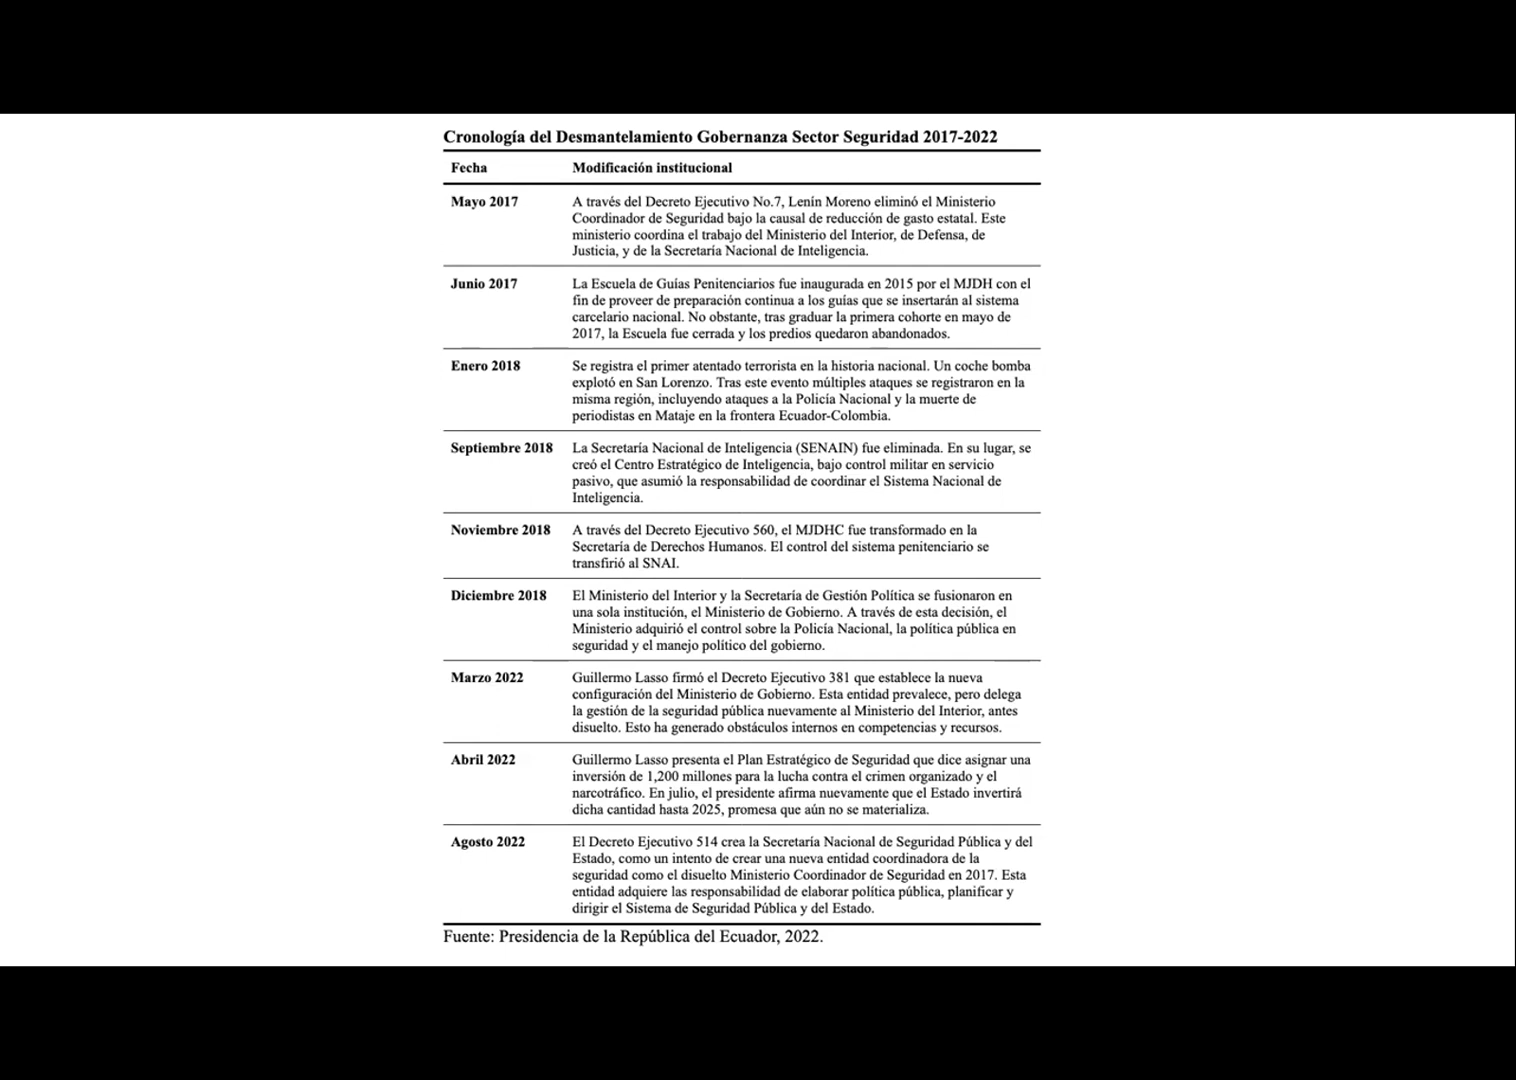 Cronología del Desmantelamiento Gobernanza Sector Seguridad 2017-2022
Fecha Modificación institucional
Mayo 2017 A través del Decreto Ejecutivo No.7, Lenín Moreno eliminó el Ministerio
Coordinador de Seguridad bajo la causal de reducción de gasto estatal. Este
ministerio coordina el trabajo del Ministerio del Interior, de Defensa, de
Justicia, y de la Secretaría Nacional de Inteligencia.
Junio 2017 La Escuela de Guías Penitenciarios fue inaugurada en 2015 por el MJDH con el
fin de proveer de preparación continua a los guías que se insertarán al sistema
carcelario nacional. No obstante, tras graduar la primera cohorte en mayo de
2017, la Escuela fue cerrada y los predios quedaron abandonados.
Enero 2018 Se registra el primer atentado terrorista en la historia nacional. Un coche bomba
explotó en San Lorenzo. Tras este evento múltiples ataques se registraron en la
misma región, incluyendo ataques a la Policía Nacional y la muerte de
periodistas en Mataje en la frontera Ecuador-Colombia.
Septiembre 2018 La Secretaría Nacional de Inteligencia (SENAIN) fue eliminada. En su lugar, se
creó el Centro Estratégico de Inteligencia, bajo control militar en servicio
pasivo, que asumió la responsabilidad de coordinar el Sistema Nacional de
Inteligencia.
Noviembre 2018 A través del Decreto Ejecutivo 560, el MJDHC fue transformado en la
Secretaría de Derechos Humanos. El control del sistema penitenciario se
transfirió al SNAI.
Diciembre 2018 El Ministerio del Interior y la Secretaría de Gestión Política se fusionaron en
una sola institución, el Ministerio de Gobierno. A través de esta decisión, el
Ministerio adquirió el control sobre la Policía Nacional, la política pública en
seguridad y el manejo político del gobierno.
Marzo 2022 Guillermo Lasso firmó el Decreto Ejecutivo 381 que establece la nueva
configuración del Ministerio de Gobierno. Esta entidad prevalece, pero delega
la gestión de la seguridad pública nuevamente al Ministerio del Interior, antes
disuelto. Esto ha generado obstáculos internos en competencias y recursos.
Abril 2022 Guillermo Lasso presenta el Plan Estratégico de Seguridad que dice asignar una
inversión de 1,200 millones para la lucha contra el crimen organizado y el
narcotráfico. En julio, el presidente afirma nuevamente que el Estado invertirá
dicha cantidad hasta 2025, promesa que aún no se materializa.
Agosto 2022 El Decreto Ejecutivo 514 crea la Secretaría Nacional de Seguridad Pública y del
Estado, como un intento de crear una nueva entidad coordinadora de la
seguridad como el disuelto Ministerio Coordinador de Seguridad en 2017. Esta
entidad adquiere las responsabilidad de elaborar política pública, planificar y
dirigir el Sistema de Seguridad Pública y del Estado.
Fuente: Presidencia de la República del Ecuador, 2022.